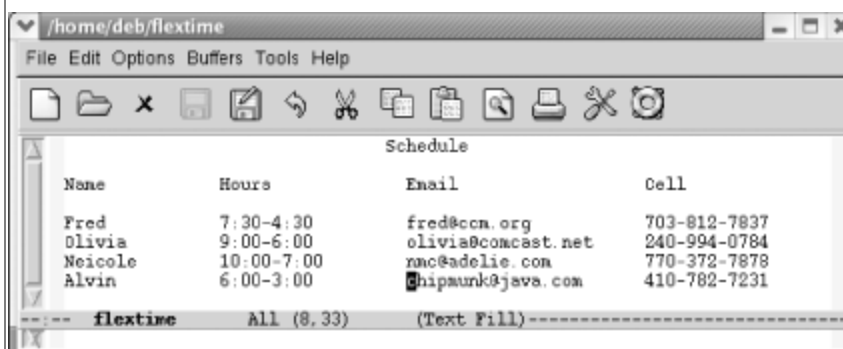 /home/deb/flextime
File Edit Options Buffers Tools Help
Schedule
Name Hours Email Cell
Fred 7:30-4:30 fred@ccm.org 703-812-7837
Olivia 9:00-6:00 olivia@comcast.net 240-994-0784
Neicole 10:00-7:00 nmc@adelie.com 770-372-7878
Alvin 6:00-3:00 chipmunk@java.com 410-782-7231
--:-- flextime All (8,33) (Text Fill)------------------------------